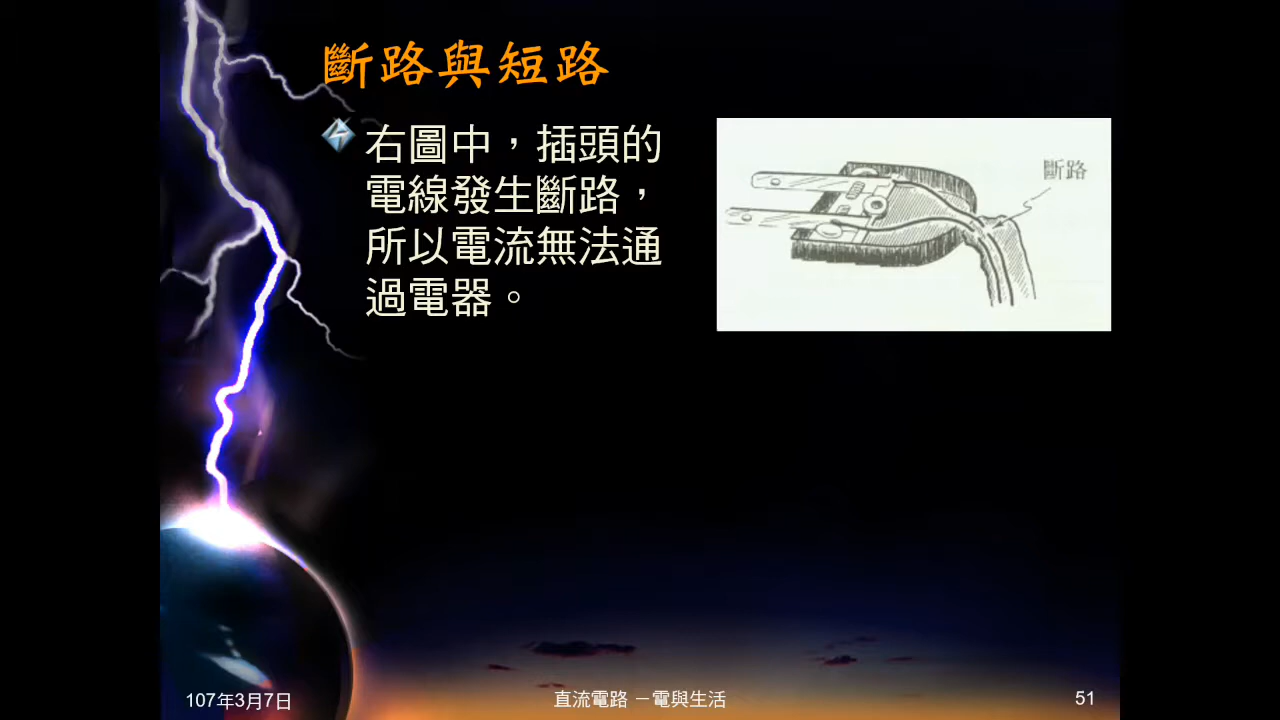 斷路與短路
右圖中，插頭的
電線發生斷路，
所以電流無法通
過電器。
斷路
107年3月7日
直流電路 －電與生活
51